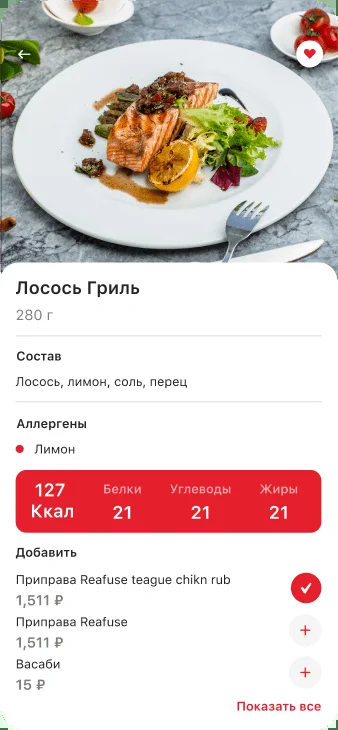 Лосось Гриль
280 г
Состав
Лосось, лимон, соль, перец
Аллергены
Лимон
127 Ккал
Белки 21
Углеводы 21
Жиры 21
Добавить
Приправа Reafuse teague chikn rub
1,511 ₽
Приправа Reafuse
1,511 ₽
Васаби
15 ₽
Показать все